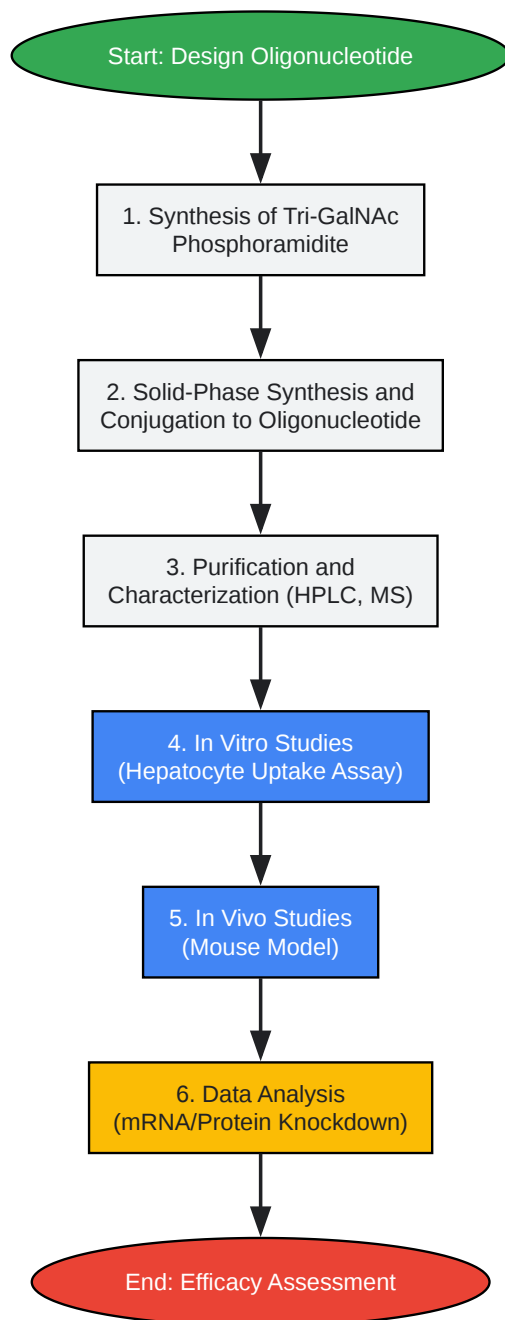 Start: Design Oligonucleotide
1. Synthesis of Tri-GalNAc
Phosphoramidite
2. Solid-Phase Synthesis and
Conjugation to Oligonucleotide
3. Purification and
Characterization (HPLC, MS)
4. In Vitro Studies
(Hepatocyte Uptake Assay)
5. In Vivo Studies
(Mouse Model)
6. Data Analysis
(mRNA/Protein Knockdown)
End: Efficacy Assessment